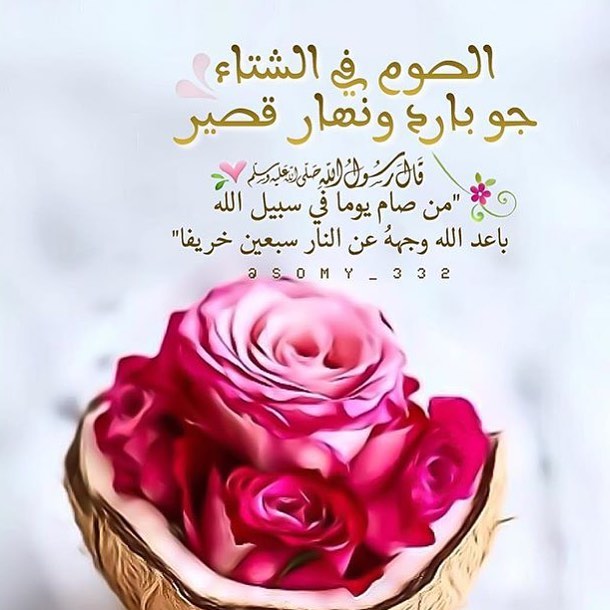 الصوم في الشتاء
جو بارد ونهار قصير
قال رسول الله صلى الله عليه وسلم
"من صام يوما في سبيل الله
باعد الله وجههُ عن النار سبعين خريفا"
@SOMY_332